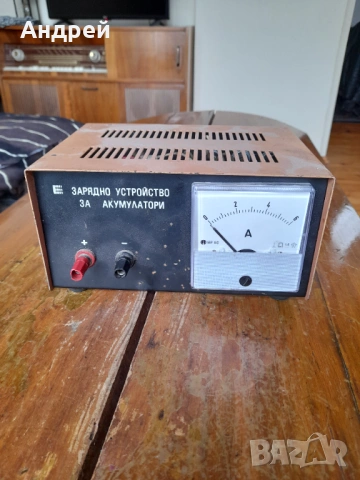 Андрей
ЗАРЯДНО УСТРОЙСТВО
ЗА АКУМУЛАТОРИ
+ −
0 2 4 6
A
BAZAR